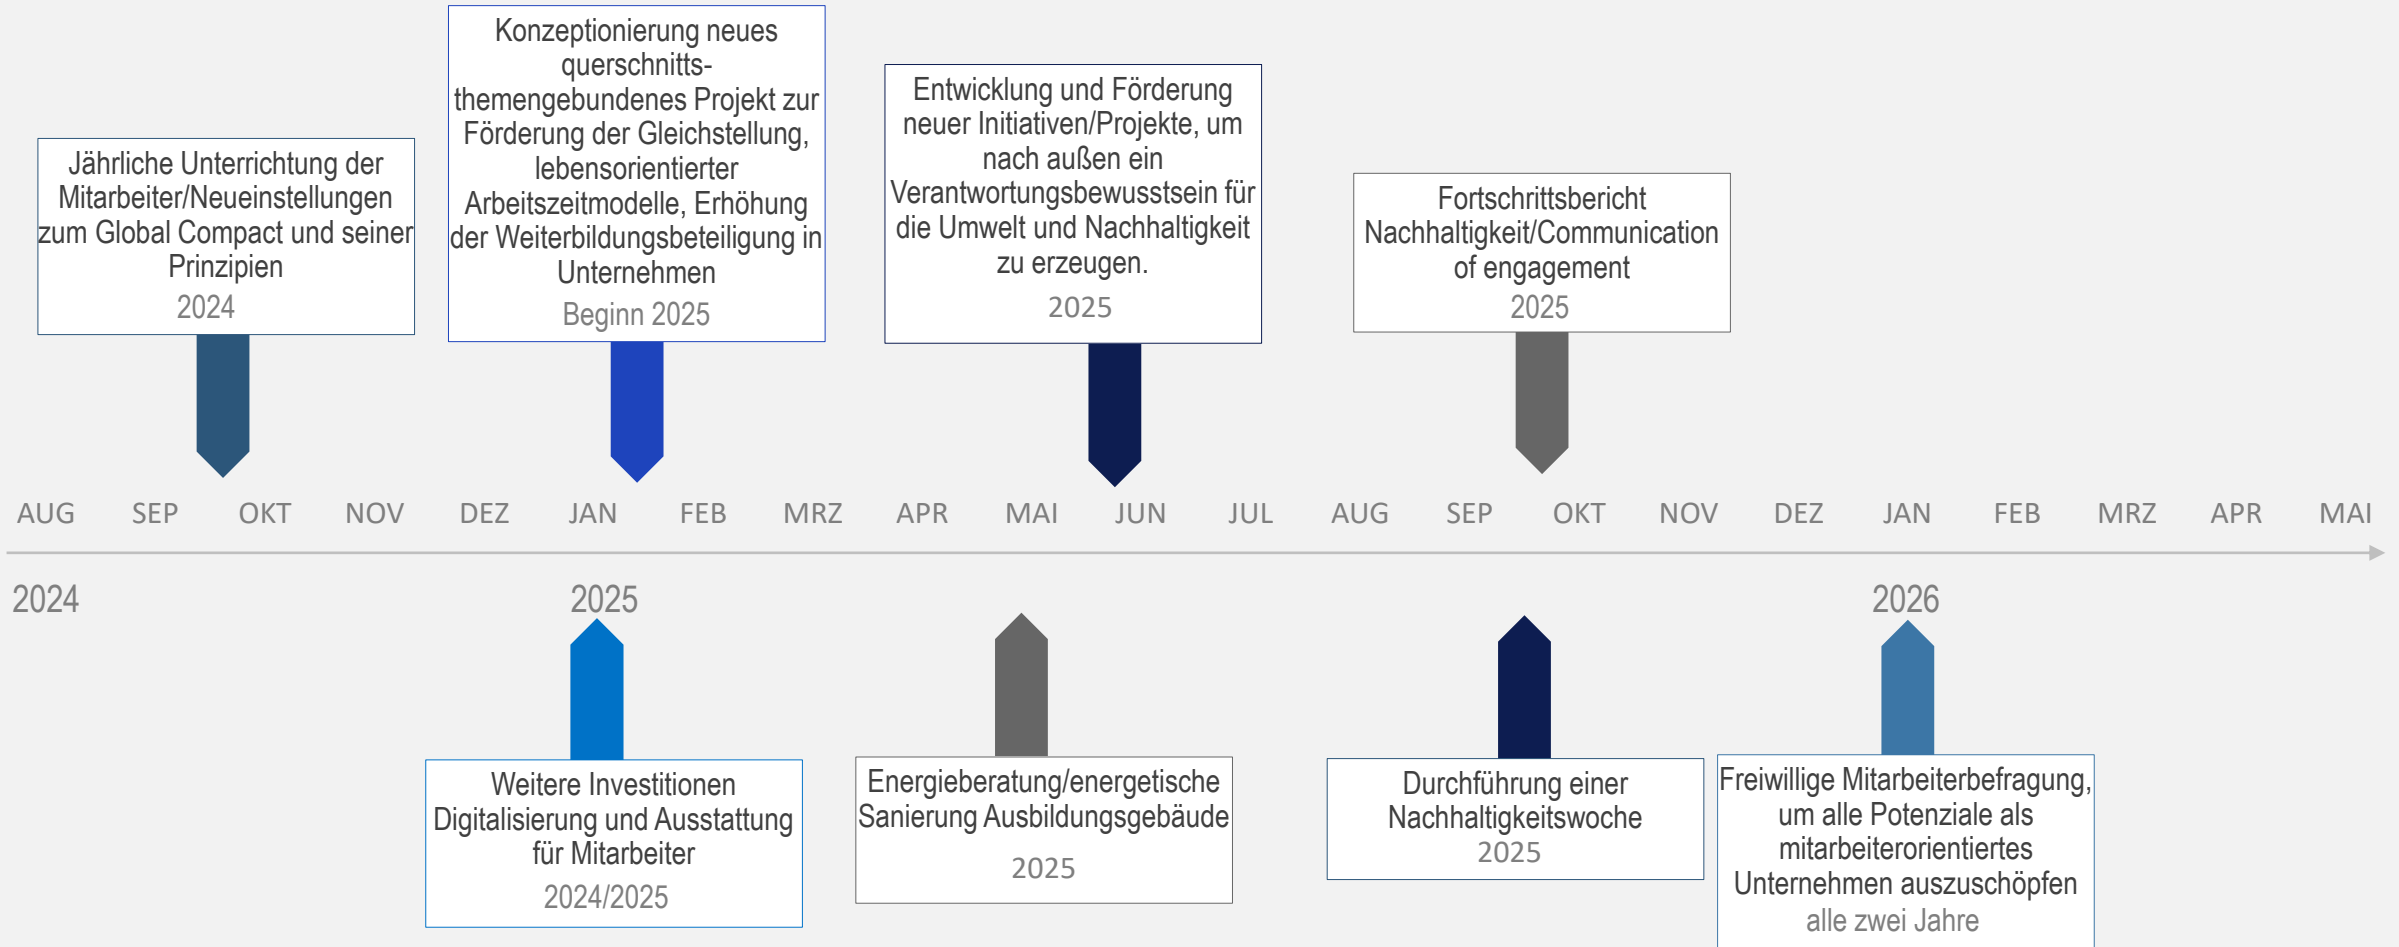 Jährliche Unterrichtung der
Mitarbeiter/Neueinstellungen
zum Global Compact und seiner
Prinzipien
2024
Konzeptionierung neues
querschnitts-
themengebundenes Projekt zur
Förderung der Gleichstellung,
lebensorientierter
Arbeitszeitmodelle, Erhöhung
der Weiterbildungsbeteiligung in
Unternehmen
Beginn 2025
Entwicklung und Förderung
neuer Initiativen/Projekte, um
nach außen ein
Verantwortungsbewusstsein für
die Umwelt und Nachhaltigkeit
zu erzeugen.
2025
Fortschrittsbericht
Nachhaltigkeit/Communication
of engagement
2025
AUG SEP OKT NOV DEZ JAN FEB MRZ APR MAI JUN JUL AUG SEP OKT NOV DEZ JAN FEB MRZ APR MAI
2024 2025 2026
Weitere Investitionen
Digitalisierung und Ausstattung
für Mitarbeiter
2024/2025
Energieberatung/energetische
Sanierung Ausbildungsgebäude
2025
Durchführung einer
Nachhaltigkeitswoche
2025
Freiwillige Mitarbeiterbefragung,
um alle Potenziale als
mitarbeiterorientiertes
Unternehmen auszuschöpfen
alle zwei Jahre